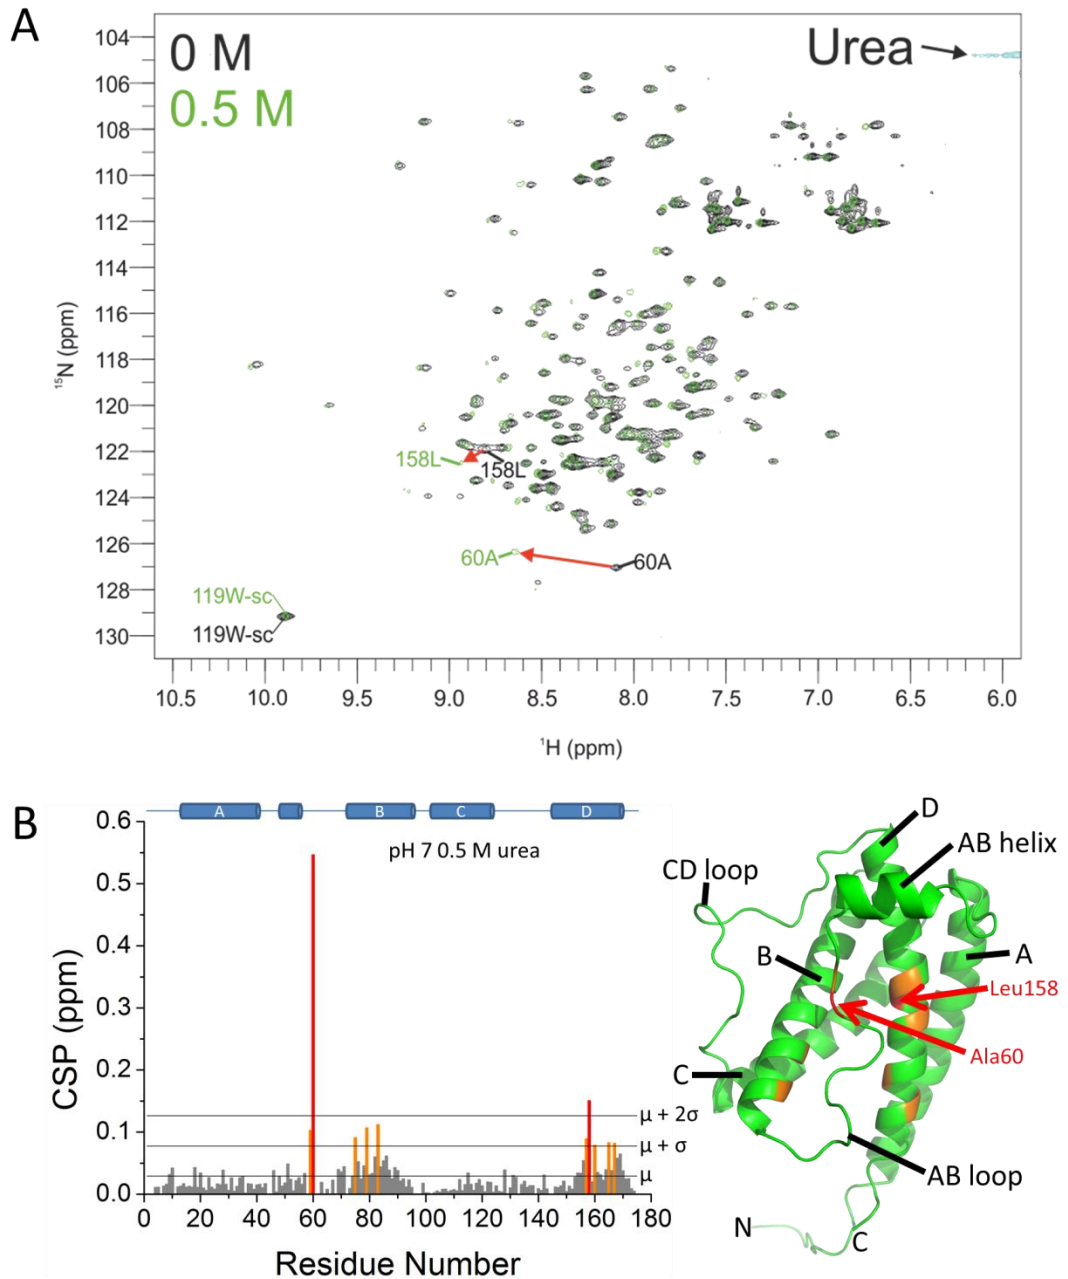 A
0 M
0.5 M
Urea
104
106
108
110
112
114
116
118
120
122
124
126
128
130
¹⁵N (ppm)
158L
158L
60A
60A
119W-sc
119W-sc
10.5
10.0
9.5
9.0
8.5
8.0
7.5
7.0
6.5
6.0
¹H (ppm)
B
A
B
C
D
pH 7 0.5 M urea
0.6
0.5
0.4
0.3
0.2
0.1
0.0
CSP (ppm)
μ + 2σ
μ + σ
μ
0
20
40
60
80
100
120
140
160
180
Residue Number
D
AB helix
CD loop
B
A
Leu158
Ala60
C
AB loop
N
C